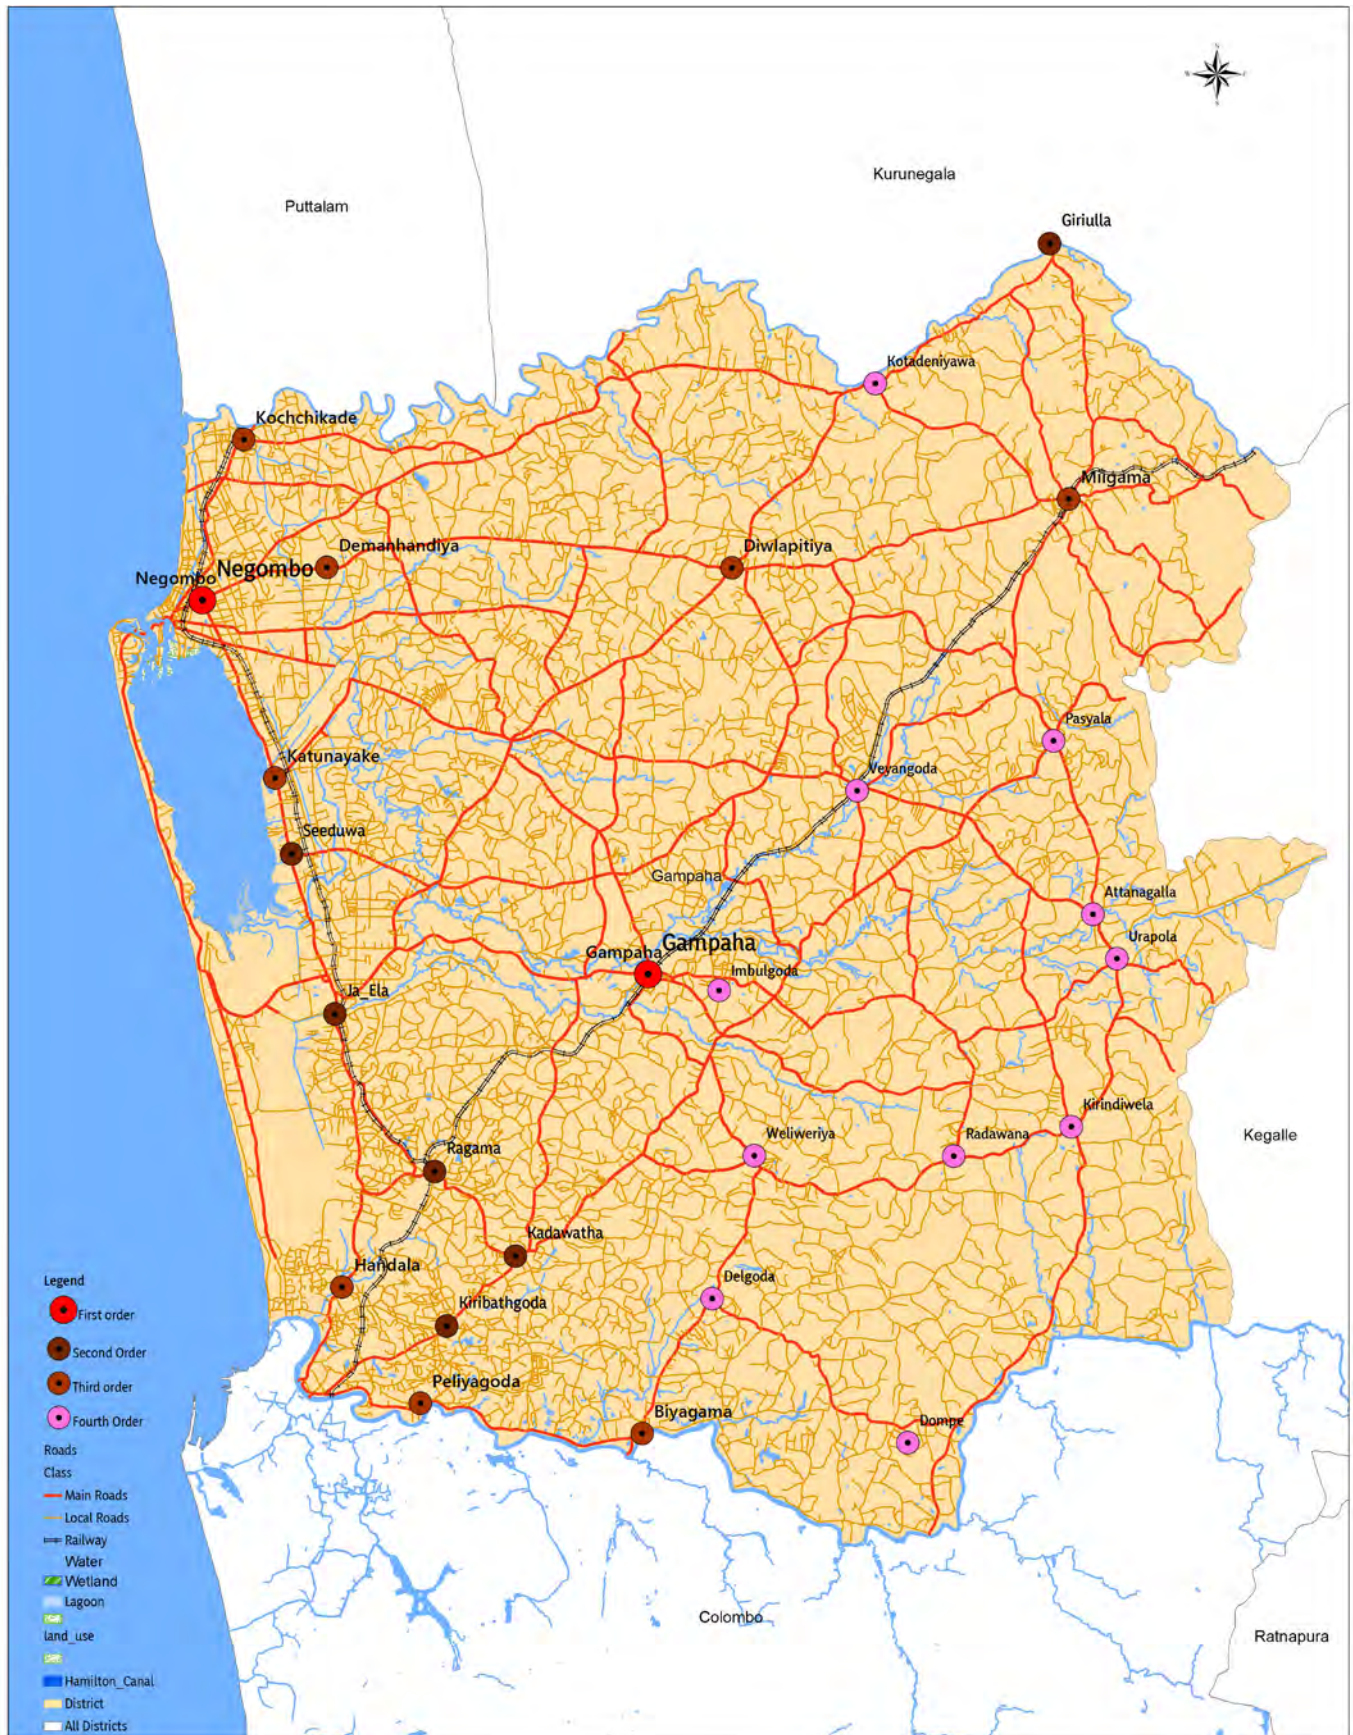 N
W
E
S
Kurunegala
Puttalam
Giriulla
Kotadeniyawa
Kochchikade
Miigama
Demanhandiya
Diwlapitiya
Negombo
Negombo
Pasyala
Katunayake
Veyangoda
Seeduwa
Gampaha
Attanagalla
Urapola
Gampaha
Gampaha
Imbulgoda
Ja_Ela
Kirindiwela
Kegalle
Weliweriya
Radawana
Ragama
Kadawatha
Handala
Delgoda
Kiribathgoda
Peliyagoda
Biyagama
Dompe
Colombo
Ratnapura
Legend
First order
Second Order
Third order
Fourth Order
Roads
Class
Main Roads
Local Roads
Railway
Water
Wetland
Lagoon
land_use
Hamilton_Canal
District
All Districts